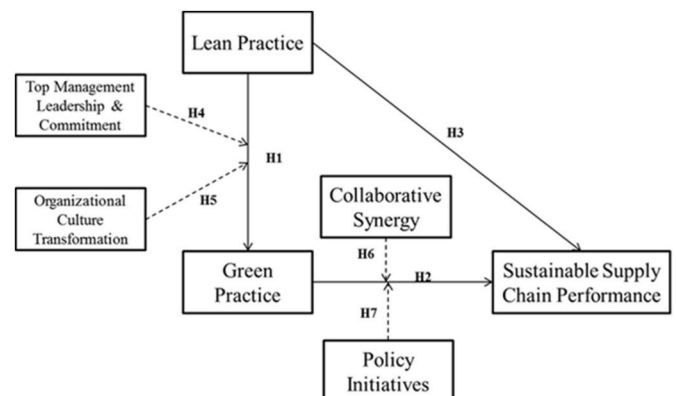 Lean Practice
Top Management
Leadership &
Commitment
H4
H3
H1
Organizational
Culture
Transformation
H5
Collaborative
Synergy
H6
Green
Practice
H2
Sustainable Supply
Chain Performance
H7
Policy
Initiatives